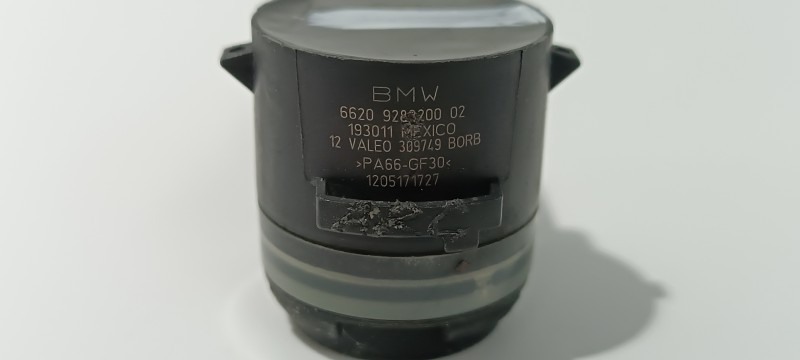 BMW
6620 9283200 02
193011 MEXICO
12 VALEO 309749 BORB
>PA66-GF30<
1205171727